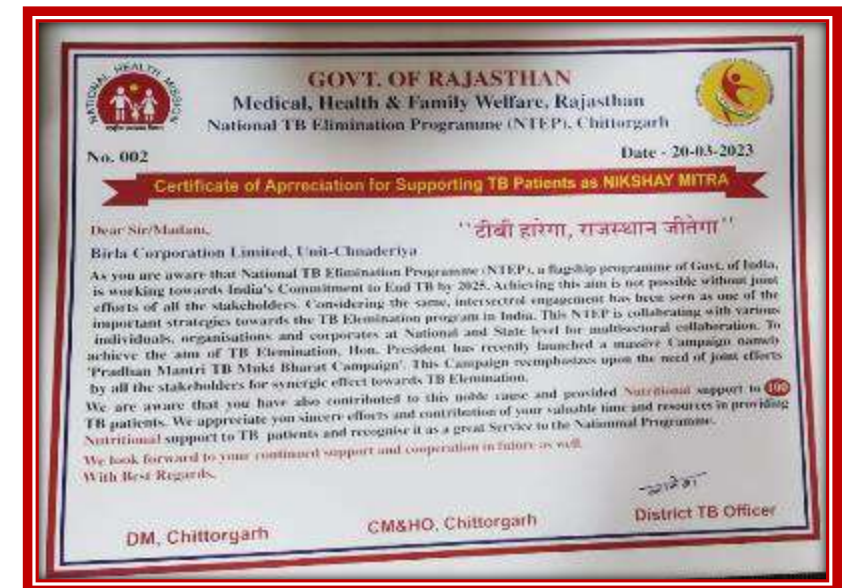 NATIONAL HEALTH MISSION
GOVT. OF RAJASTHAN
Medical, Health & Family Welfare, Rajasthan
National TB Elimination Programme (NTEP), Chittorgarh
No. 002
Date - 20-03-2023
Certificate of Aprreciation for Supporting TB Patients as NIKSHAY MITRA
Dear Sir/Madam,
"टीबी हारेगा, राजस्थान जीतेगा"
Birla Corporation Limited, Unit-Chnaderiya
As you are aware that National TB Elimination Programme (NTEP), a flagship programme of Govt. of India,
is working towards India's Commitment to End TB by 2025. Achieving this aim is not possible without joint
efforts of all the stakeholders. Considering the same, intersectrol engagement has been seen as one of the
important strategies towards the TB Elemination program in India. This NTEP is collabrating with various
individuals, organisations and corporates at National and State level for multisectoral collaboration. To
achieve the aim of TB Elemination, Hon. President has recently launched a massive Campaign namely
'Pradhan Mantri TB Mukt Bharat Campaign'. This Campaign reemphasizes upon the need of joint efforts
by all the stakeholders for synergic effect towards TB Elemination.
We are aware that you have also contributed to this noble cause and provided Nutritional support to 100
TB patients. We appreciate you sincere efforts and contribution of your valuable time and resources in providing
Nutritional support to TB patients and recognise it as a great Service to the Natiumal Programme.
We look forward to your continued support and cooperation in future as well.
With Best Regards,
DM, Chittorgarh
CM&HO, Chittorgarh
District TB Officer